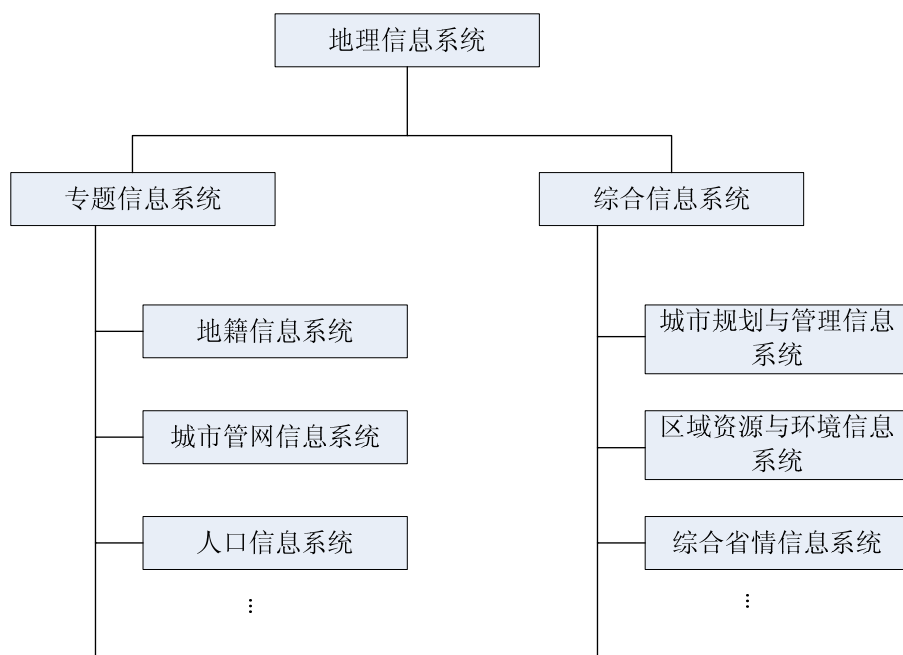 地理信息系统
专题信息系统
综合信息系统
地籍信息系统
城市规划与管理信息
系统
城市管网信息系统
区域资源与环境信息
系统
人口信息系统
综合省情信息系统
...
...